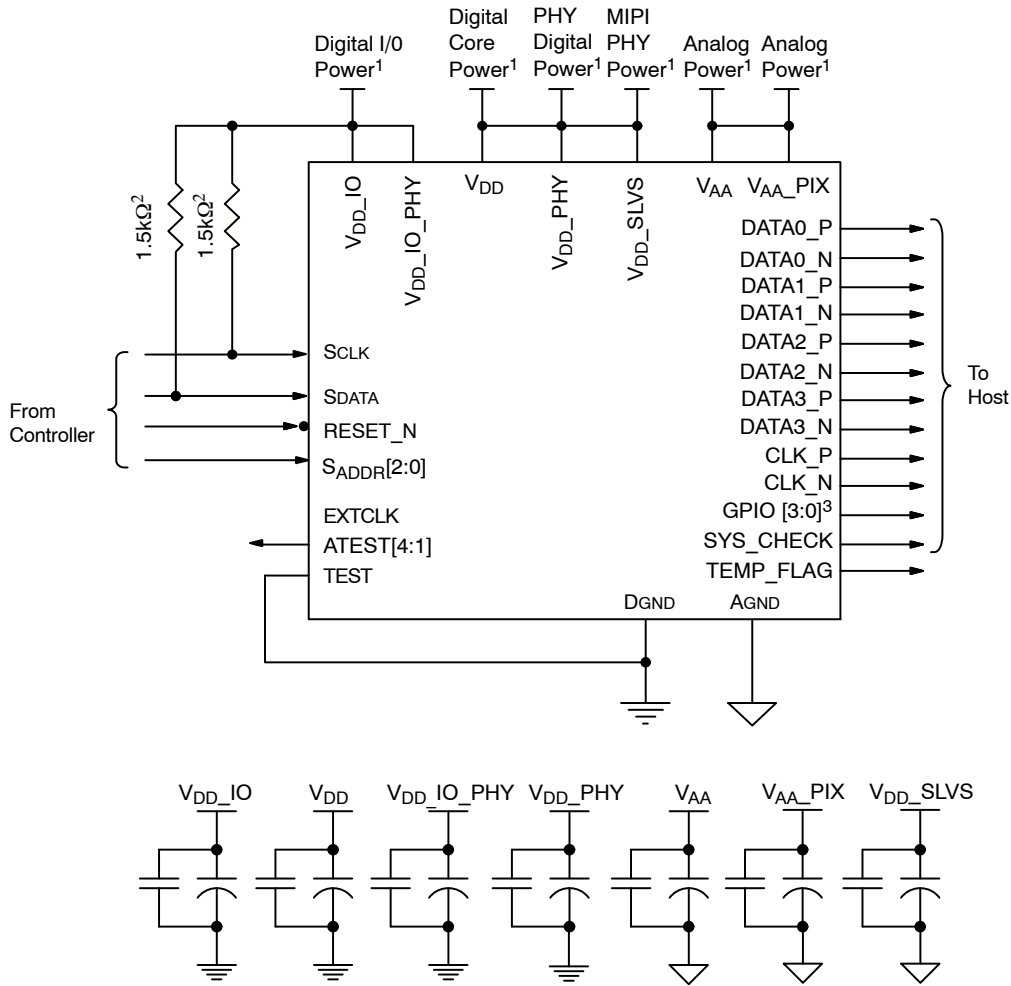 Digital I/0
Power1
Digital
Core
Power1
PHY
Digital
Power1
MIPI
PHY
Power1
Analog
Power1
Analog
Power1
1.5kΩ2
1.5kΩ2
VDD_IO
VDD_IO_PHY
VDD
VDD_PHY
VDD_SLVS
VAA
VAA_PIX
From
Controller
SCLK
SDATA
RESET_N
SADDR[2:0]
EXTCLK
ATEST[4:1]
TEST
DATA0_P
DATA0_N
DATA1_P
DATA1_N
DATA2_P
DATA2_N
DATA3_P
DATA3_N
CLK_P
CLK_N
GPIO [3:0]3
SYS_CHECK
TEMP_FLAG
To
Host
DGND
AGND
VDD_IO
VDD
VDD_IO_PHY
VDD_PHY
VAA
VAA_PIX
VDD_SLVS